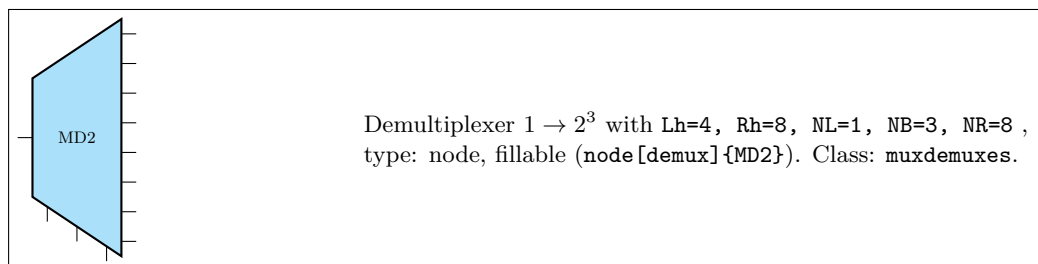 MD2
Demultiplexer 1 → 2³ with Lh=4, Rh=8, NL=1, NB=3, NR=8 ,
type: node, fillable (node[demux]{MD2}). Class: muxdemuxes.